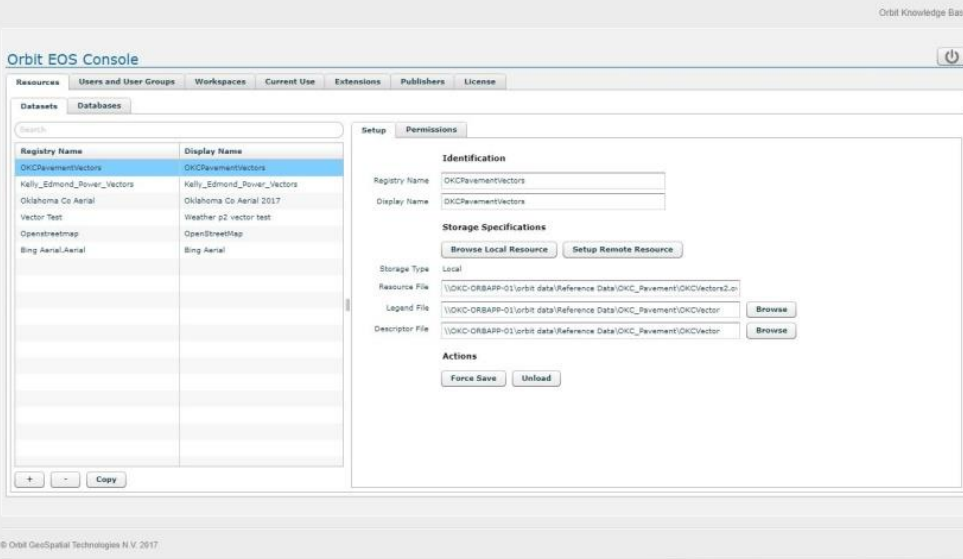 Orbit Knowledge Bas
Orbit EOS Console
Resources Users and User Groups Workspaces Current Use Extensions Publishers License
Datasets Databases
Search
Registry Name Display Name
OKCPavementVectors OKCPavementVectors
Kelly_Edmond_Power_Vectors Kelly_Edmond_Power_Vectors
Oklahoma Co Aerial Oklahoma Co Aerial 2017
Vector Test Weather p2 vector test
Openstreetmap OpenStreetMap
Bing Aerial.Aerial Bing Aerial
+ - Copy
Setup Permissions
Identification
Registry Name OKCPavementVectors
Display Name OKCPavementVectors
Storage Specifications
Browse Local Resource Setup Remote Resource
Storage Type Local
Resource File \\OKC-ORBAPP-01\orbit data\Reference Data\OKC_Pavement\OKCVectors2.o
Legend File \\OKC-ORBAPP-01\orbit data\Reference Data\OKC_Pavement\OKCVector Browse
Descriptor File \\OKC-ORBAPP-01\orbit data\Reference Data\OKC_Pavement\OKCVector Browse
Actions
Force Save Unload
© Orbit GeoSpatial Technologies N.V. 2017